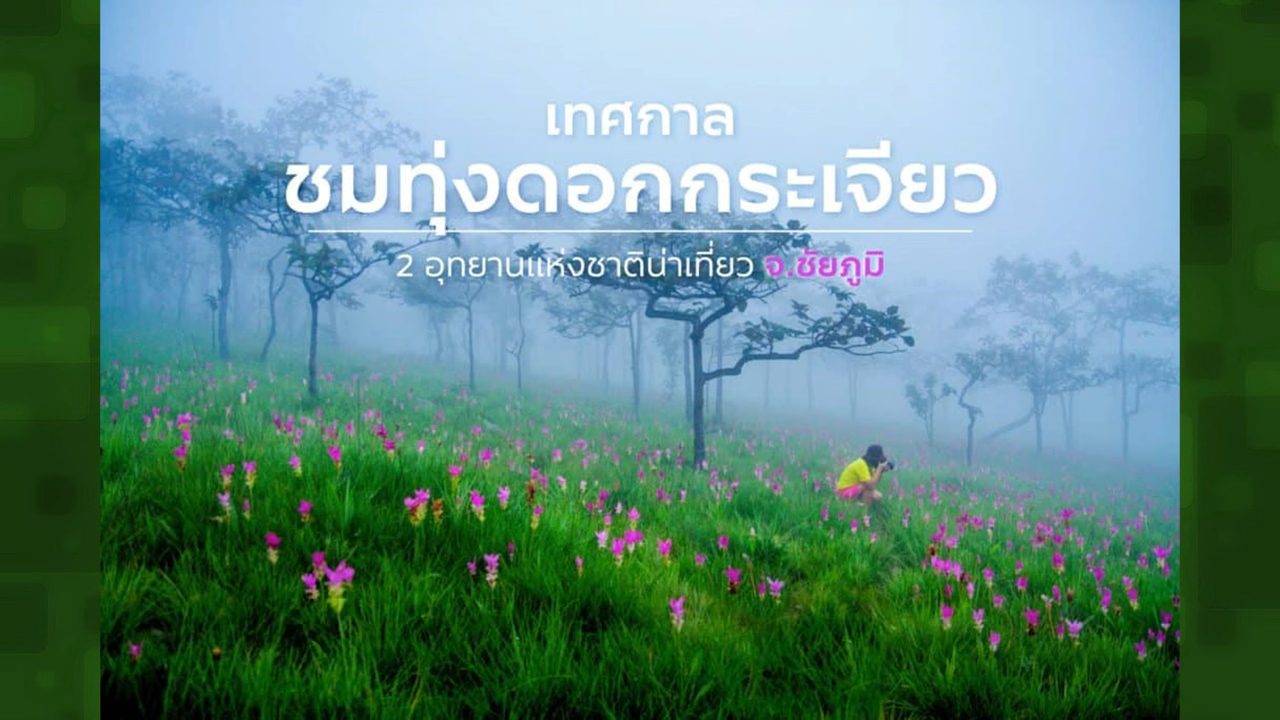 เทศกาล
ชมทุ่งดอกกระเจียว
2 อุทยานแห่งชาติน่าเที่ยว จ.ชัยภูมิ